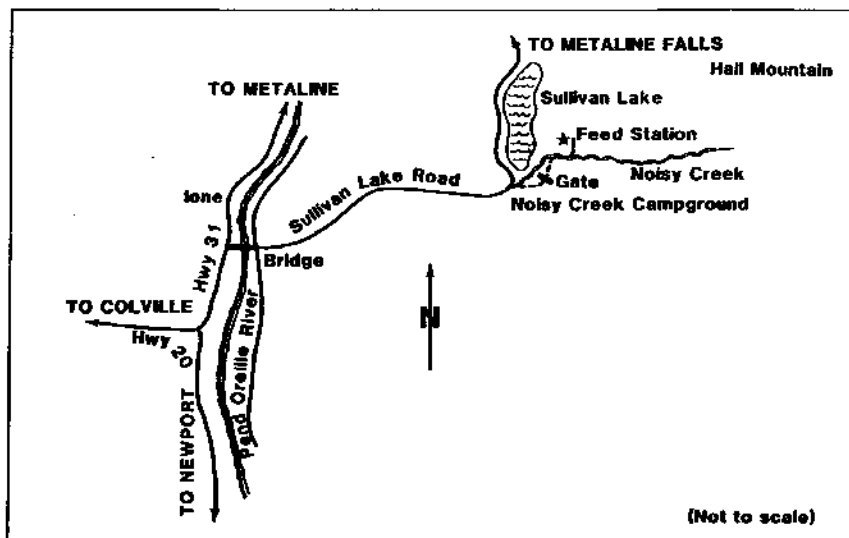 TO METALINE FALLS
Hall Mountain
TO METALINE
Sullivan Lake
Feed Station
Noisy Creek
Gate
Sullivan Lake Road
Noisy Creek Campground
Ione
Hwy 31
Bridge
TO COLVILLE
Hwy 20
Pend Oreille River
N
TO NEWPORT
(Not to scale)